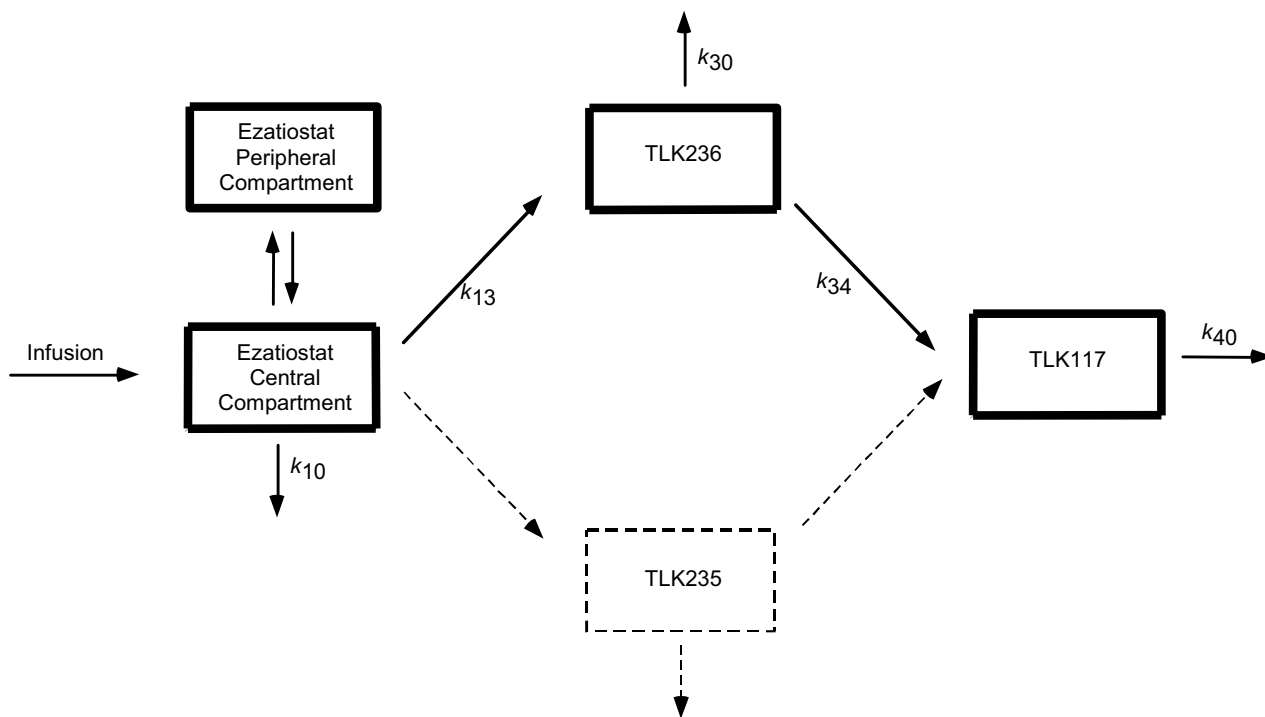 k30
Ezatiostat
Peripheral
Compartment
TLK236
k13
k34
Infusion
Ezatiostat
Central
Compartment
TLK117
k40
k10
TLK235